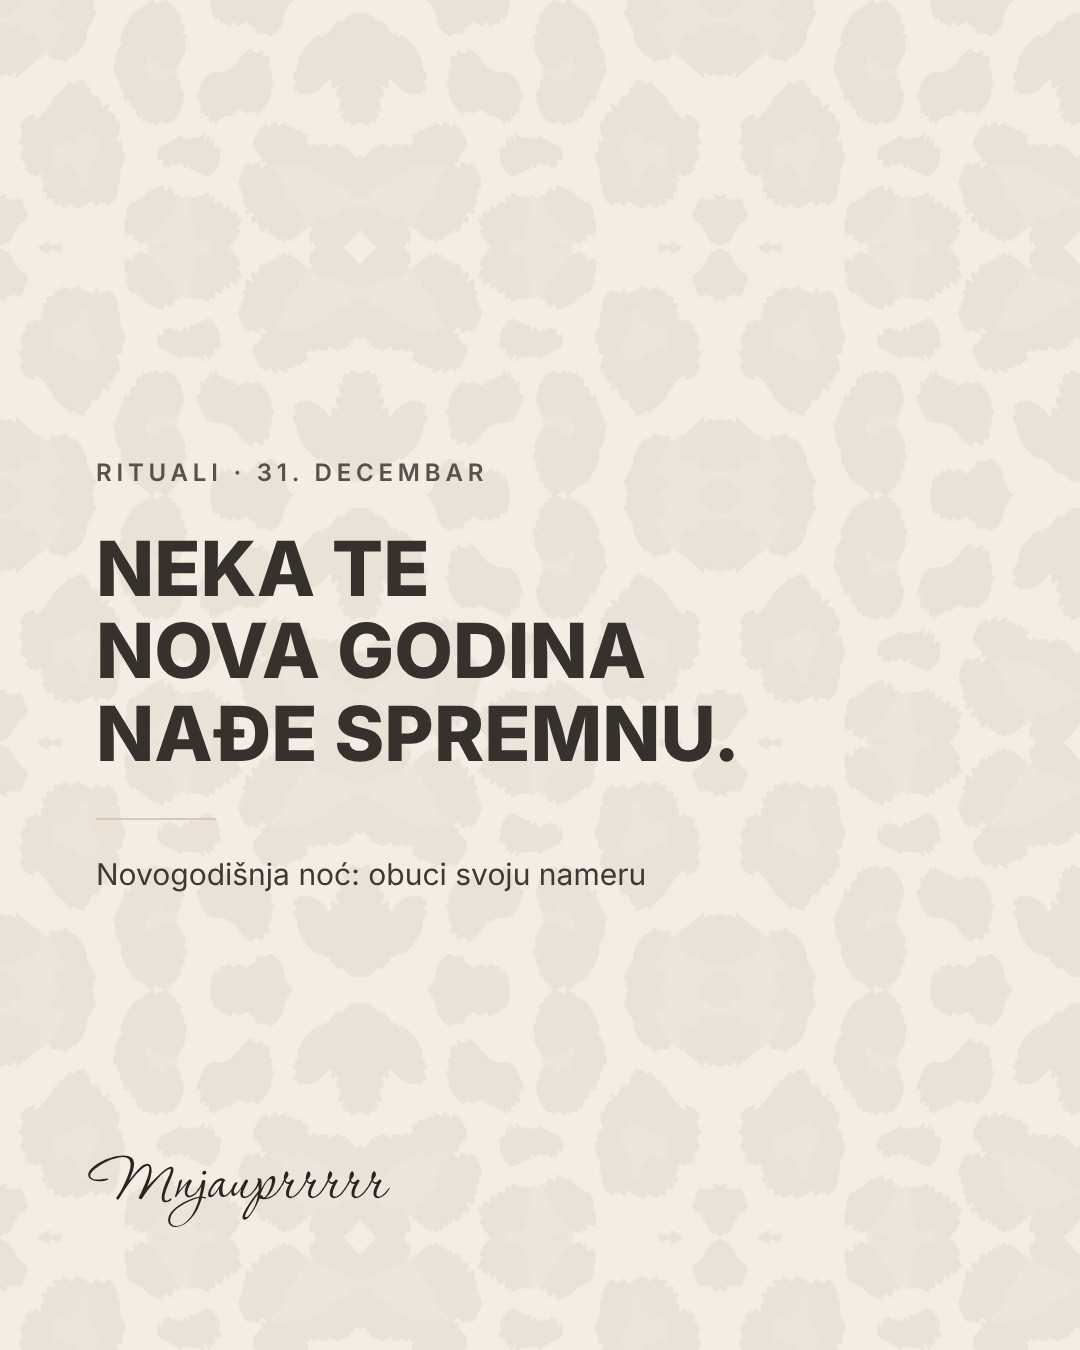 RITUALI · 31. DECEMBAR
NEKA TE
NOVA GODINA
NAĐE SPREMNU.
Novogodišnja noć: obuci svoju nameru
Mnjauprrrrr